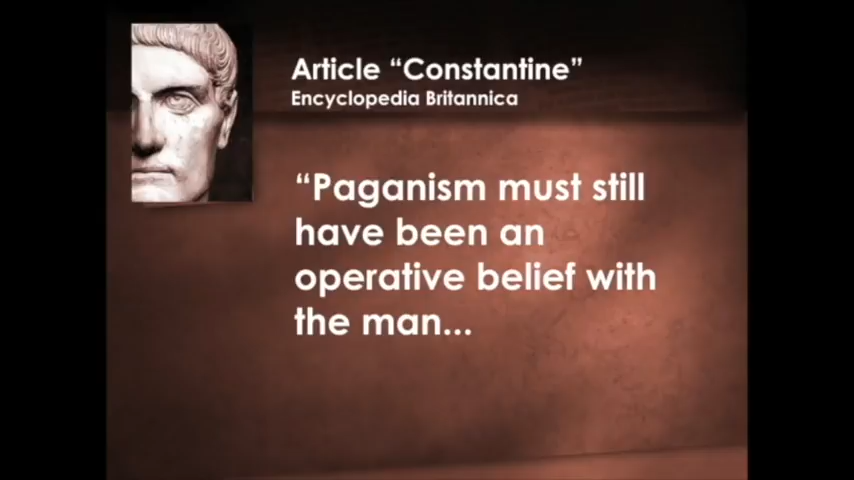 Article “Constantine”
Encyclopedia Britannica
“Paganism must still
have been an
operative belief with
the man...